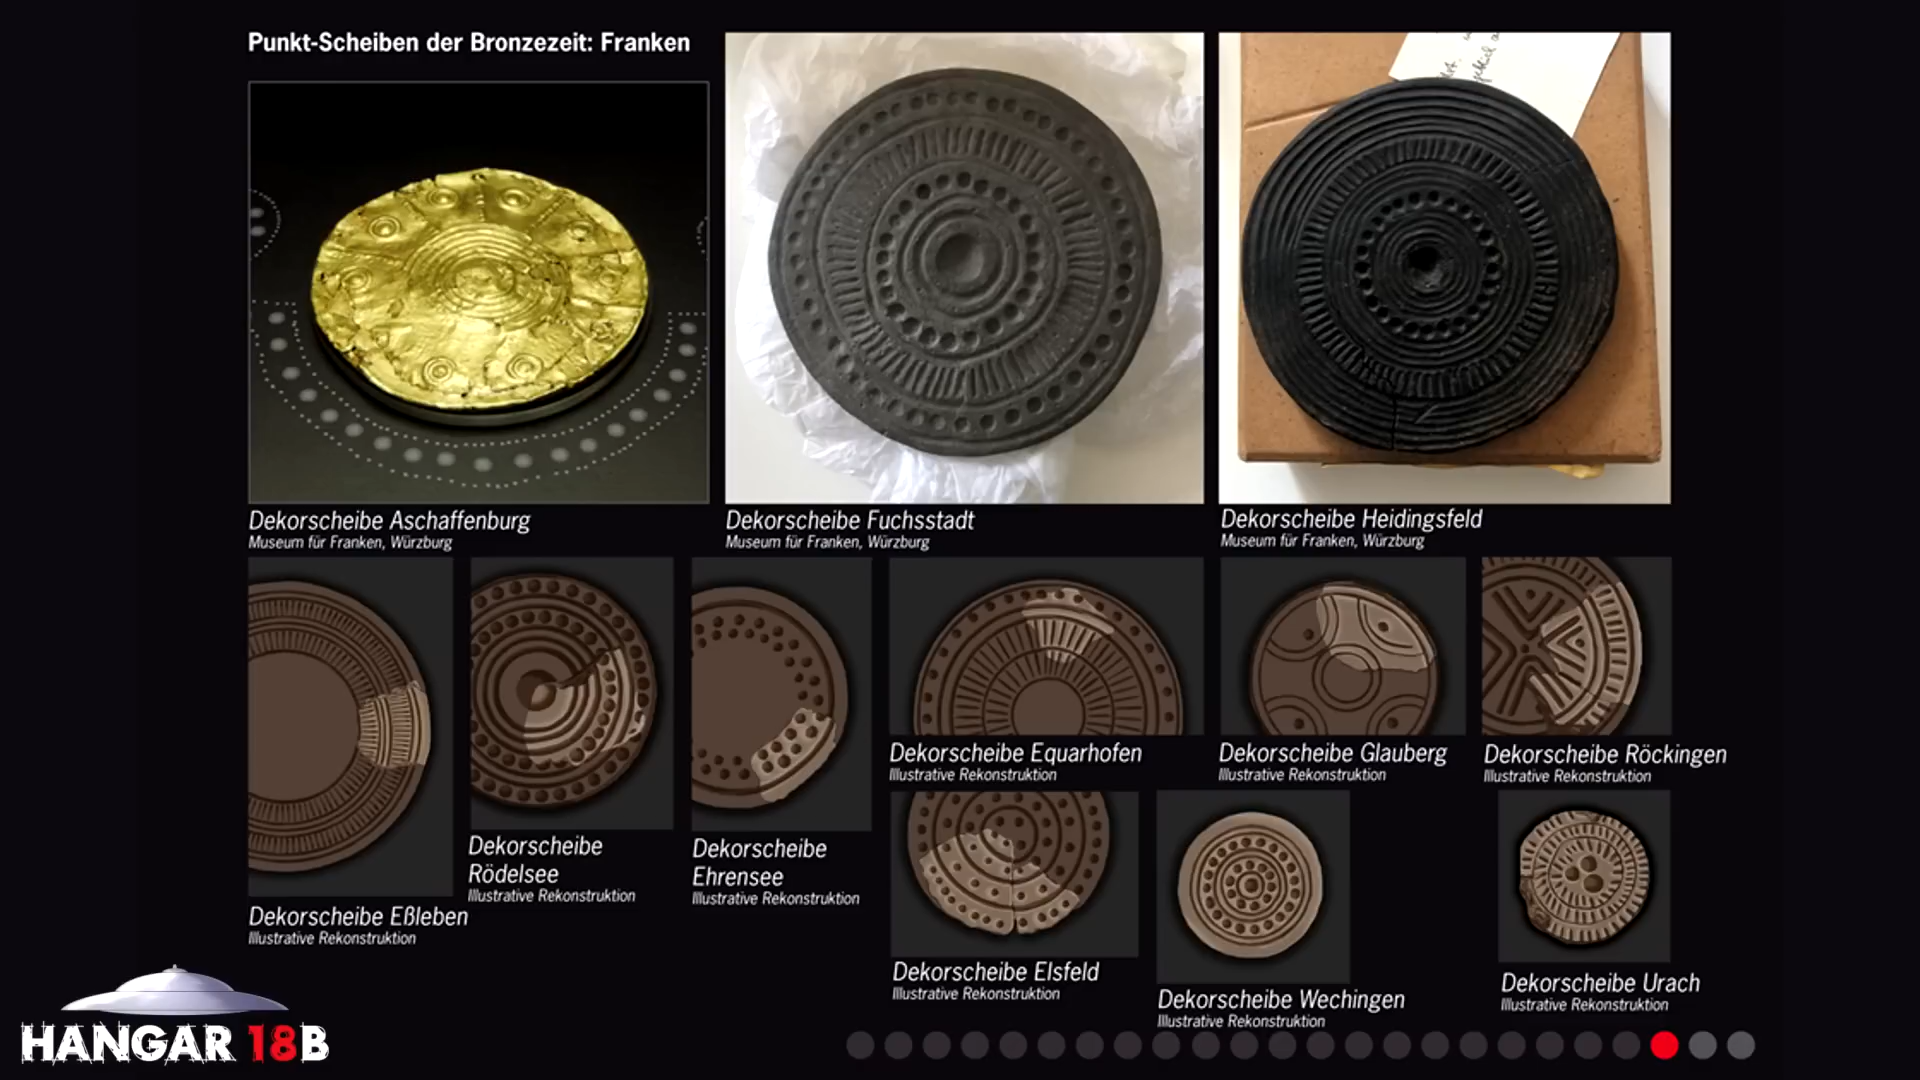 Punkt-Scheiben der Bronzezeit: Franken
Dekorscheibe Aschaffenburg
Museum für Franken, Würzburg
Dekorscheibe Fuchsstadt
Museum für Franken, Würzburg
Dekorscheibe Heidingsfeld
Museum für Franken, Würzburg
Dekorscheibe Eßleben
Illustrative Rekonstruktion
Dekorscheibe
Rödelsee
Illustrative Rekonstruktion
Dekorscheibe
Ehrensee
Illustrative Rekonstruktion
Dekorscheibe Equarhofen
Illustrative Rekonstruktion
Dekorscheibe Glauberg
Illustrative Rekonstruktion
Dekorscheibe Röckingen
Illustrative Rekonstruktion
Dekorscheibe Elsfeld
Illustrative Rekonstruktion
Dekorscheibe Wechingen
Illustrative Rekonstruktion
Dekorscheibe Urach
Illustrative Rekonstruktion
HANGAR 18B